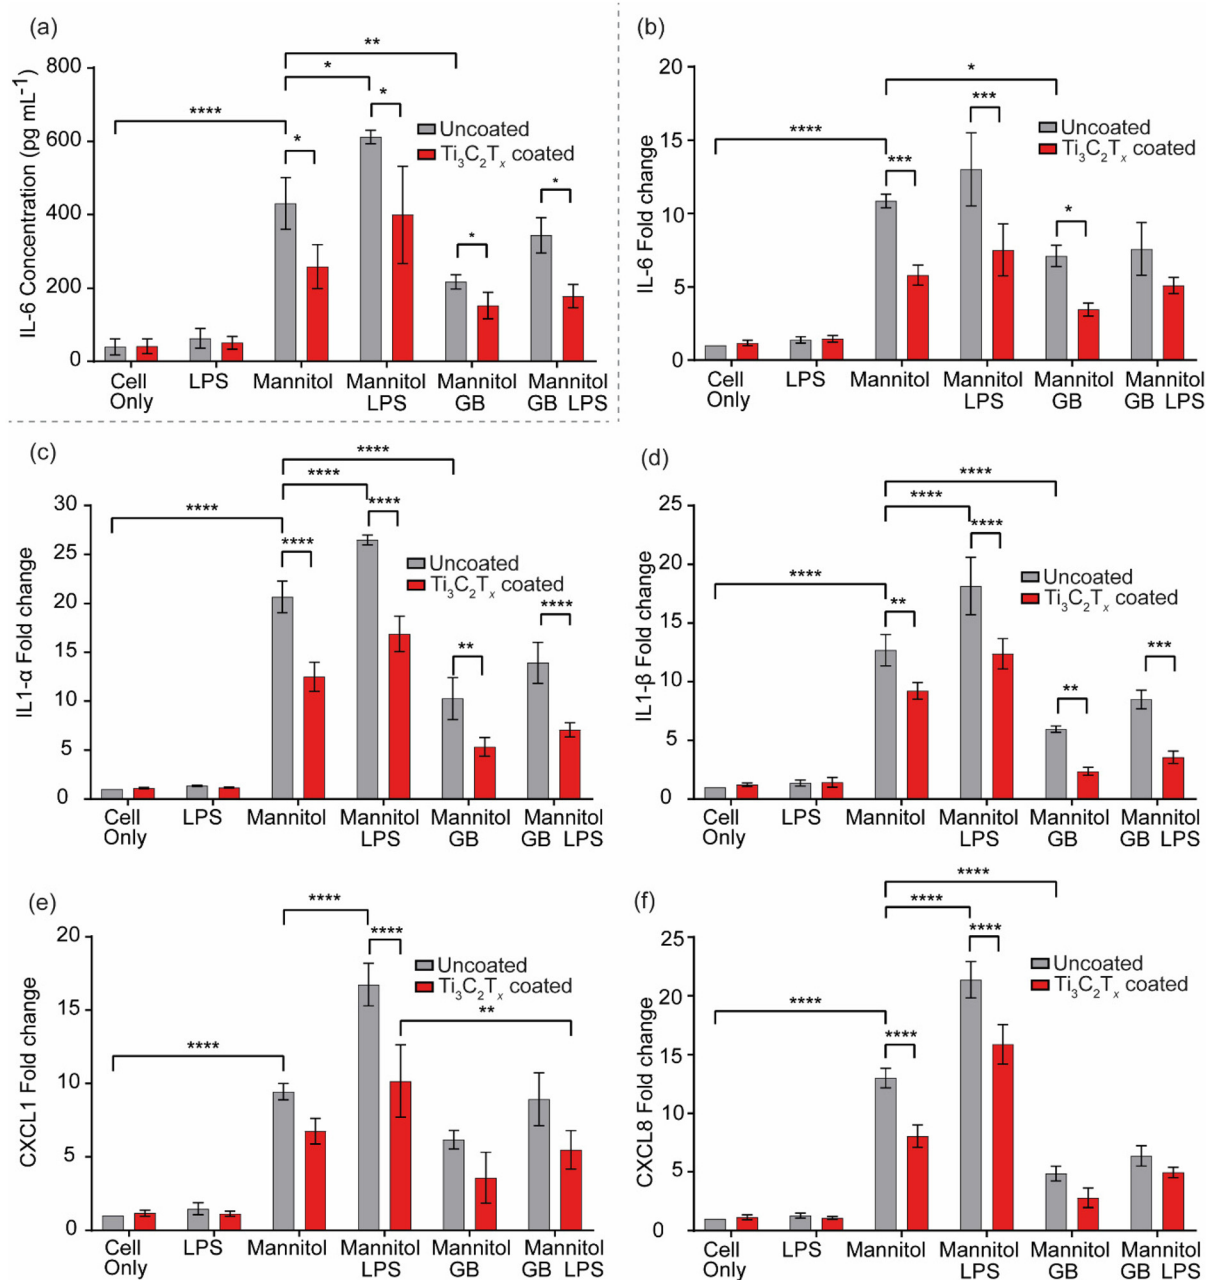 (a)
**
*
*
****
*
*
*
800
600
400
200
0
IL-6 Concentration (pg mL⁻¹)
Uncoated
Ti₃C₂Tₓ coated
Cell Only
LPS
Mannitol
Mannitol LPS
Mannitol GB
Mannitol GB LPS
(b)
*
***
****
***
*
20
15
10
5
0
IL-6 Fold change
Uncoated
Ti₃C₂Tₓ coated
Cell Only
LPS
Mannitol
Mannitol LPS
Mannitol GB
Mannitol GB LPS
(c)
****
****
****
****
****
****
**
30
25
20
15
10
5
0
IL1-α Fold change
Uncoated
Ti₃C₂Tₓ coated
Cell Only
LPS
Mannitol
Mannitol LPS
Mannitol GB
Mannitol GB LPS
(d)
****
****
****
****
**
***
**
25
20
15
10
5
0
IL1-β Fold change
Uncoated
Ti₃C₂Tₓ coated
Cell Only
LPS
Mannitol
Mannitol LPS
Mannitol GB
Mannitol GB LPS
(e)
****
****
**
****
20
15
10
5
0
CXCL1 Fold change
Uncoated
Ti₃C₂Tₓ coated
Cell Only
LPS
Mannitol
Mannitol LPS
Mannitol GB
Mannitol GB LPS
(f)
****
****
****
****
****
25
20
15
10
5
0
CXCL8 Fold change
Uncoated
Ti₃C₂Tₓ coated
Cell Only
LPS
Mannitol
Mannitol LPS
Mannitol GB
Mannitol GB LPS